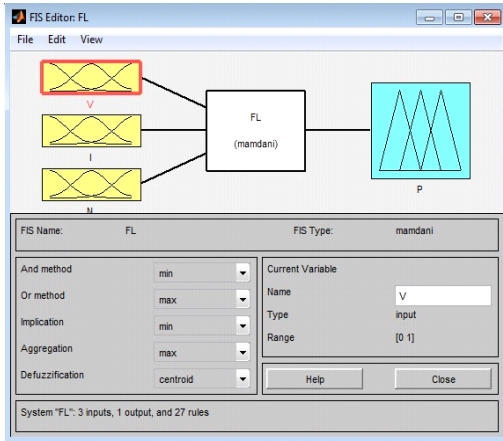 FIS Editor: FL
File Edit View
V
FL
(mamdani)
I
P
N
FIS Name: FL FIS Type: mamdani
And method min
Or method max
Implication min
Aggregation max
Defuzzification centroid
Current Variable
Name V
Type input
Range [0 1]
Help Close
System "FL": 3 inputs, 1 output, and 27 rules